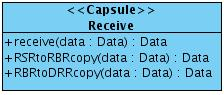 <<Capsule>>
Receive
+receive(data : Data) : Data
+RSRtoRBRcopy(data : Data) : Data
+RBRtoDRRcopy(data : Data) : Data